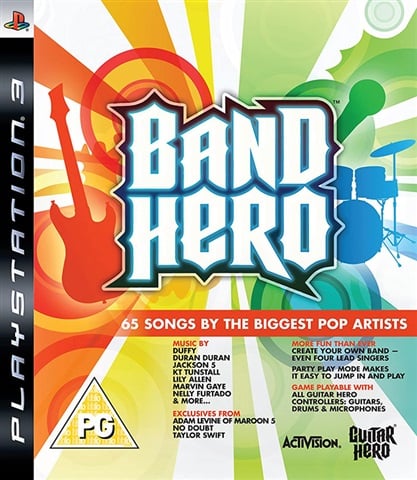 PLAYSTATION 3
BAND
HERO
™
65 SONGS BY THE BIGGEST POP ARTISTS
MUSIC BY
DUFFY
DURAN DURAN
JACKSON 5
KT TUNSTALL
LILY ALLEN
MARVIN GAYE
NELLY FURTADO
& MORE...
EXCLUSIVES FROM
ADAM LEVINE OF MAROON 5
NO DOUBT
TAYLOR SWIFT
MORE FUN THAN EVER
CREATE YOUR OWN BAND —
EVEN FOUR LEAD SINGERS
PARTY PLAY MODE MAKES
IT EASY TO JUMP IN AND PLAY
GAME PLAYABLE WITH
ALL GUITAR HERO
CONTROLLERS: GUITARS,
DRUMS & MICROPHONES
PG
ACTIVISION.
GUITAR
HERO